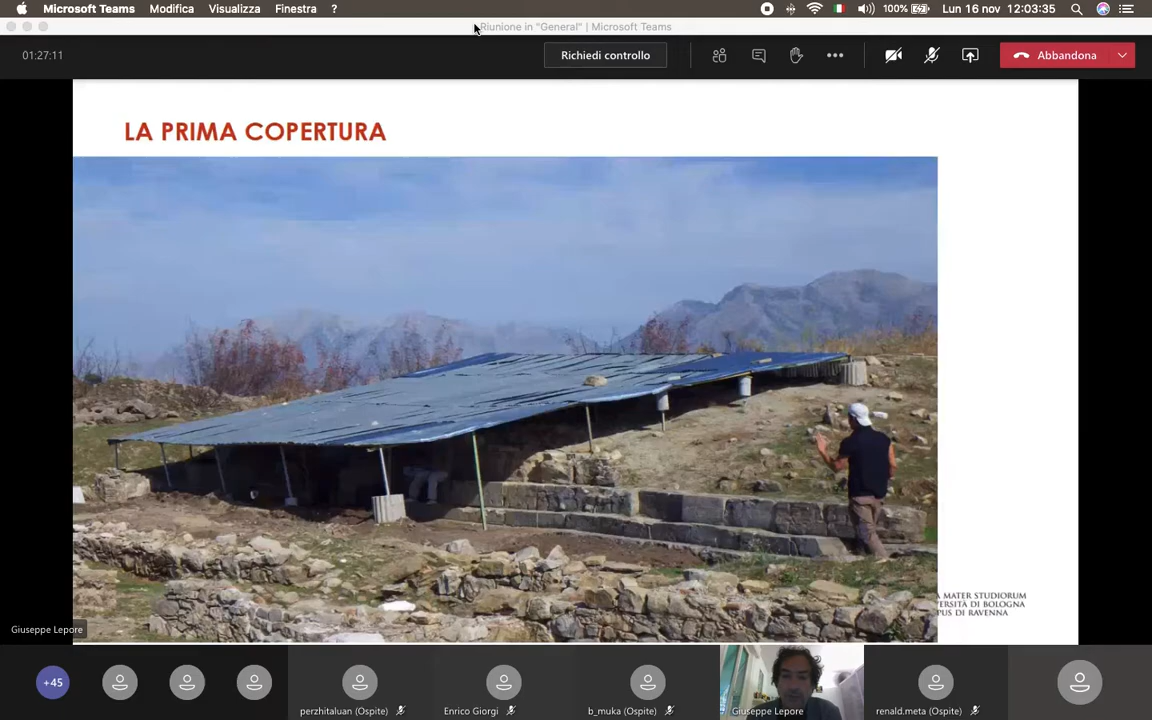 Microsoft Teams Modifica Visualizza Finestra ? 100% Lun 16 nov 12:03:35
Riunione in "General" | Microsoft Teams
01:27:11 Richiedi controllo Abbandona
LA PRIMA COPERTURA
MATER STUDIORUM
ERSITÀ DI BOLOGNA
PUS DI RAVENNA
Giuseppe Lepore
+45 perzhitaluan (Ospite) Enrico Giorgi b_muka (Ospite) Giuseppe Lepore renald.meta (Ospite)